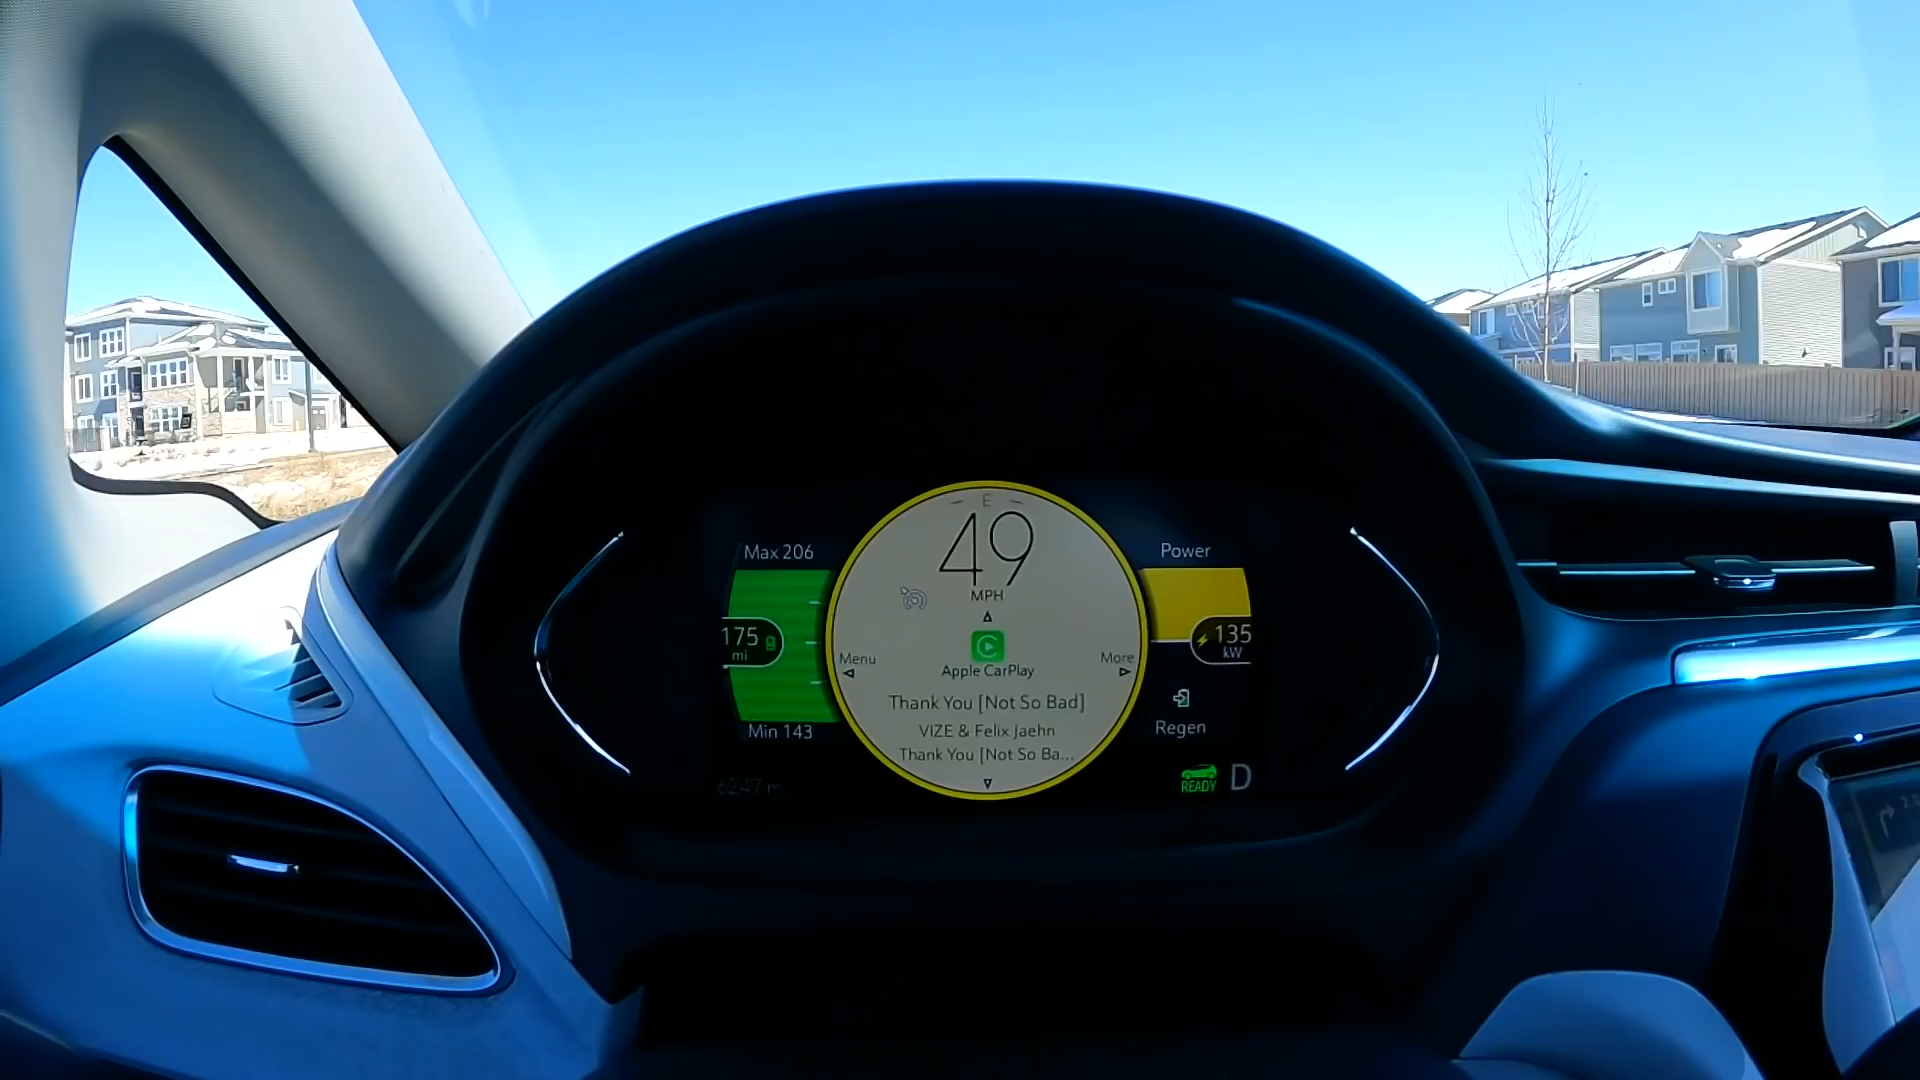 E
49
MPH
Max 206
175
mi
Min 143
Menu
Apple CarPlay
More
Thank You [Not So Bad]
VIZE & Felix Jaehn
Thank You [Not So Ba...
Power
135
kW
Regen
READY D
6247